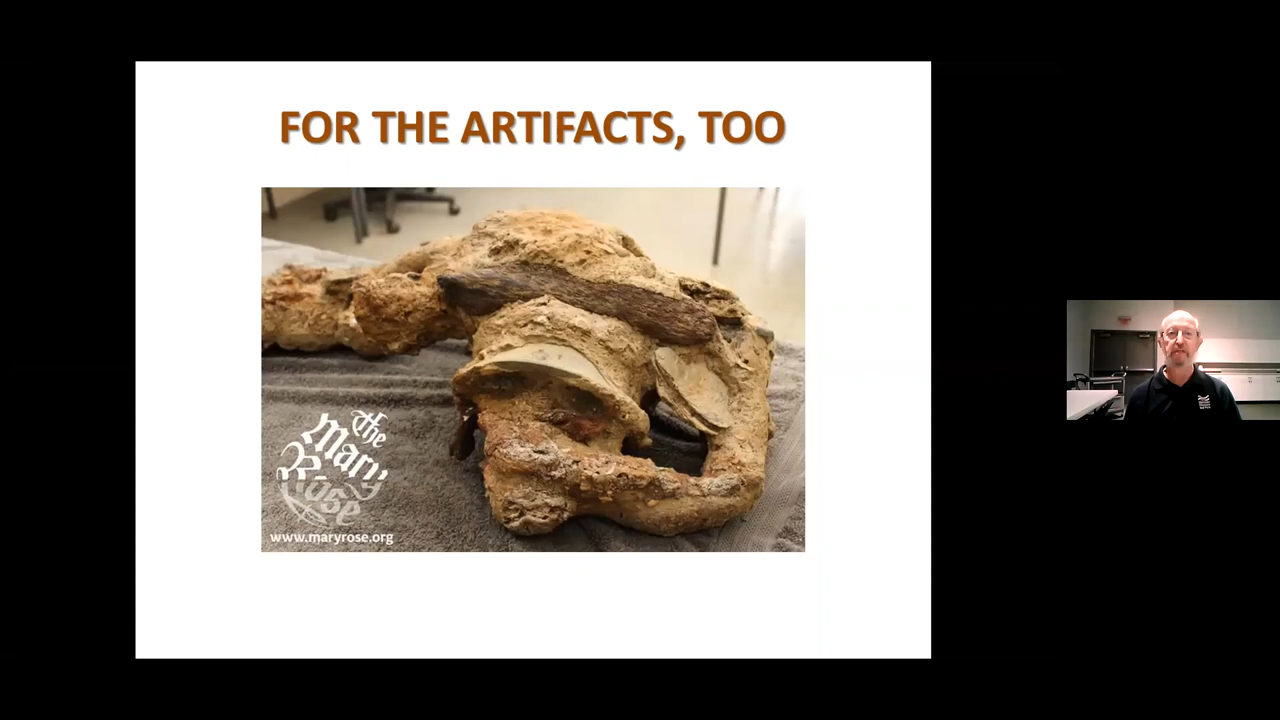 FOR THE ARTIFACTS, TOO
the
Mary
Rose
www.maryrose.org